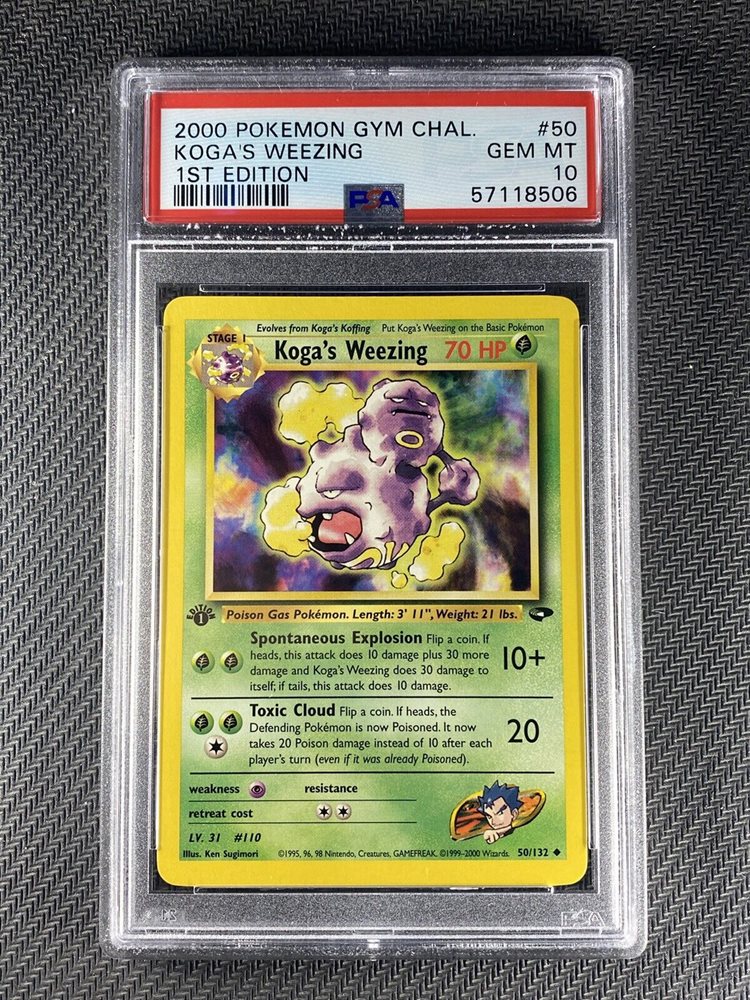 2000 POKEMON GYM CHAL. #50
KOGA'S WEEZING GEM MT
1ST EDITION 10
PSA 57118506
Evolves from Koga's Koffing Put Koga's Weezing on the Basic Pokémon
STAGE 1
Koga's Weezing 70 HP
EDITION
1
Poison Gas Pokémon. Length: 3' 11", Weight: 21 lbs.
Spontaneous Explosion Flip a coin. If
heads, this attack does 10 damage plus 30 more
damage and Koga's Weezing does 30 damage to
itself; if tails, this attack does 10 damage.
10+
Toxic Cloud Flip a coin. If heads, the
Defending Pokémon is now Poisoned. It now
takes 20 Poison damage instead of 10 after each
player's turn (even if it was already Poisoned).
20
weakness resistance
retreat cost
LV. 31 #110
Illus. Ken Sugimori ©1995, 96, 98 Nintendo, Creatures, GAMEFREAK. ©1999-2000 Wizards. 50/132